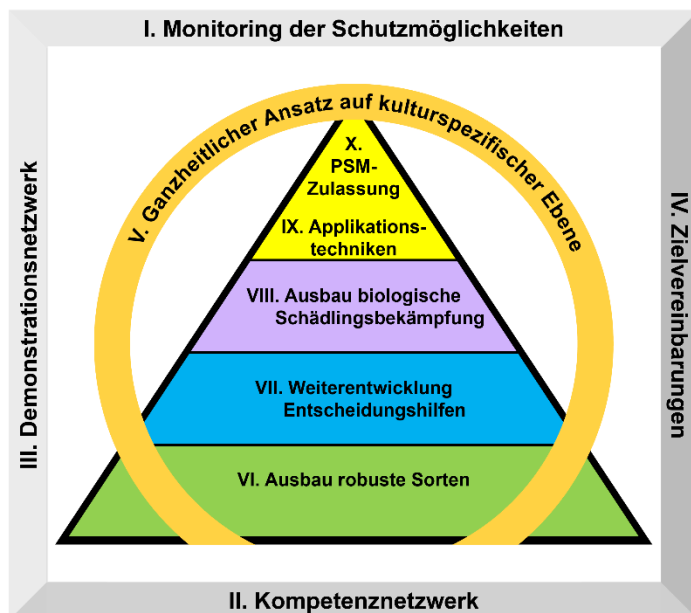 I. Monitoring der Schutzmöglichkeiten
V. Ganzheitlicher Ansatz auf kulturspezifischer Ebene
III. Demonstrationsnetzwerk
IV. Zielvereinbarungen
X.
PSM-
Zulassung
IX. Applikations-
techniken
VIII. Ausbau biologische
Schädlingsbekämpfung
VII. Weiterentwicklung
Entscheidungshilfen
VI. Ausbau robuste Sorten
II. Kompetenznetzwerk